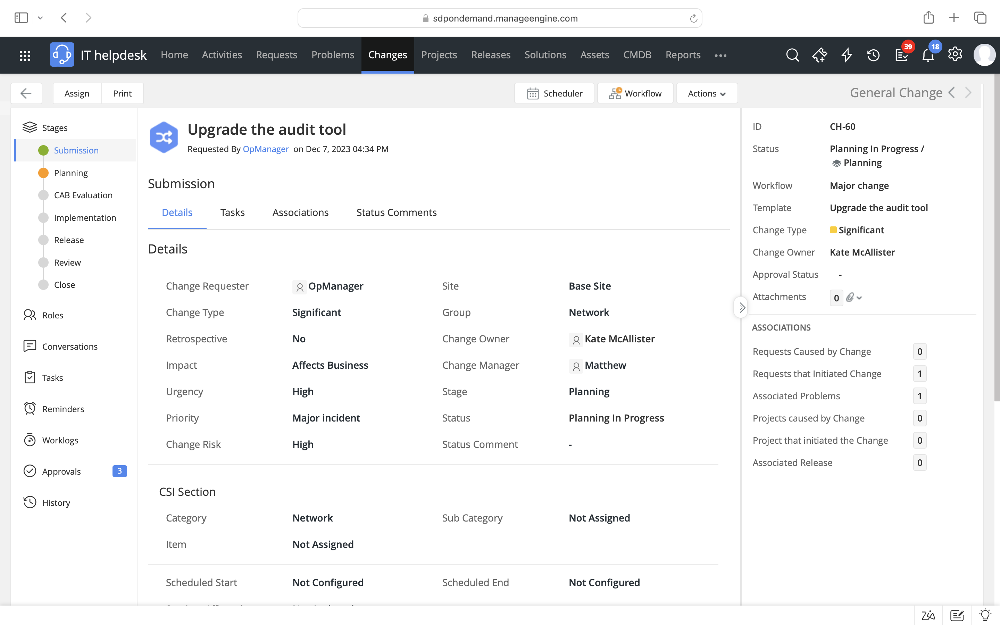 sdpondemand.manageengine.com
IT helpdesk Home Activities Requests Problems Changes Projects Releases Solutions Assets CMDB Reports 39 18
Assign Print Scheduler Workflow Actions General Change
Stages
Submission
Planning
CAB Evaluation
Implementation
Release
Review
Close
Roles
Conversations
Tasks
Reminders
Worklogs
Approvals 3
History
Upgrade the audit tool
Requested By OpManager on Dec 7, 2023 04:34 PM
Submission
Details Tasks Associations Status Comments
Details
Change Requester OpManager Site Base Site
Change Type Significant Group Network
Retrospective No Change Owner Kate McAllister
Impact Affects Business Change Manager Matthew
Urgency High Stage Planning
Priority Major incident Status Planning In Progress
Change Risk High Status Comment -
CSI Section
Category Network Sub Category Not Assigned
Item Not Assigned
Scheduled Start Not Configured Scheduled End Not Configured
ID CH-60
Status Planning In Progress /
Planning
Workflow Major change
Template Upgrade the audit tool
Change Type Significant
Change Owner Kate McAllister
Approval Status -
Attachments 0
ASSOCIATIONS
Requests Caused by Change 0
Requests that Initiated Change 1
Associated Problems 1
Projects caused by Change 0
Project that initiated the Change 0
Associated Release 0